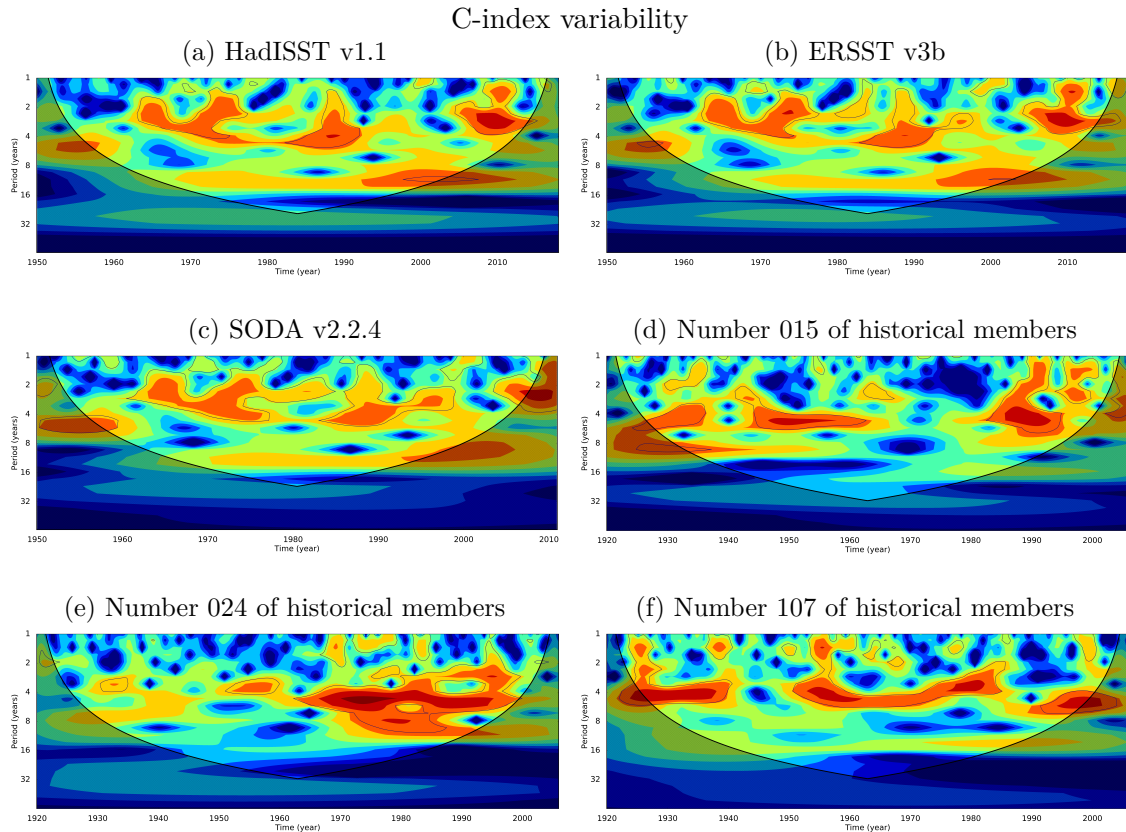 C-index variability
(a) HadISST v1.1
(b) ERSST v3b
1
2
4
8
16
32
Period (years)
1950 1960 1970 1980 1990 2000 2010
Time (year)
1
2
4
8
16
32
Period (years)
1950 1960 1970 1980 1990 2000 2010
Time (year)
(c) SODA v2.2.4
(d) Number 015 of historical members
1
2
4
8
16
32
Period (years)
1950 1960 1970 1980 1990 2000 2010
Time (year)
1
2
4
8
16
32
Period (years)
1920 1930 1940 1950 1960 1970 1980 1990 2000
Time (year)
(e) Number 024 of historical members
(f) Number 107 of historical members
1
2
4
8
16
32
Period (years)
1920 1930 1940 1950 1960 1970 1980 1990 2000
Time (year)
1
2
4
8
16
32
Period (years)
1920 1930 1940 1950 1960 1970 1980 1990 2000
Time (year)